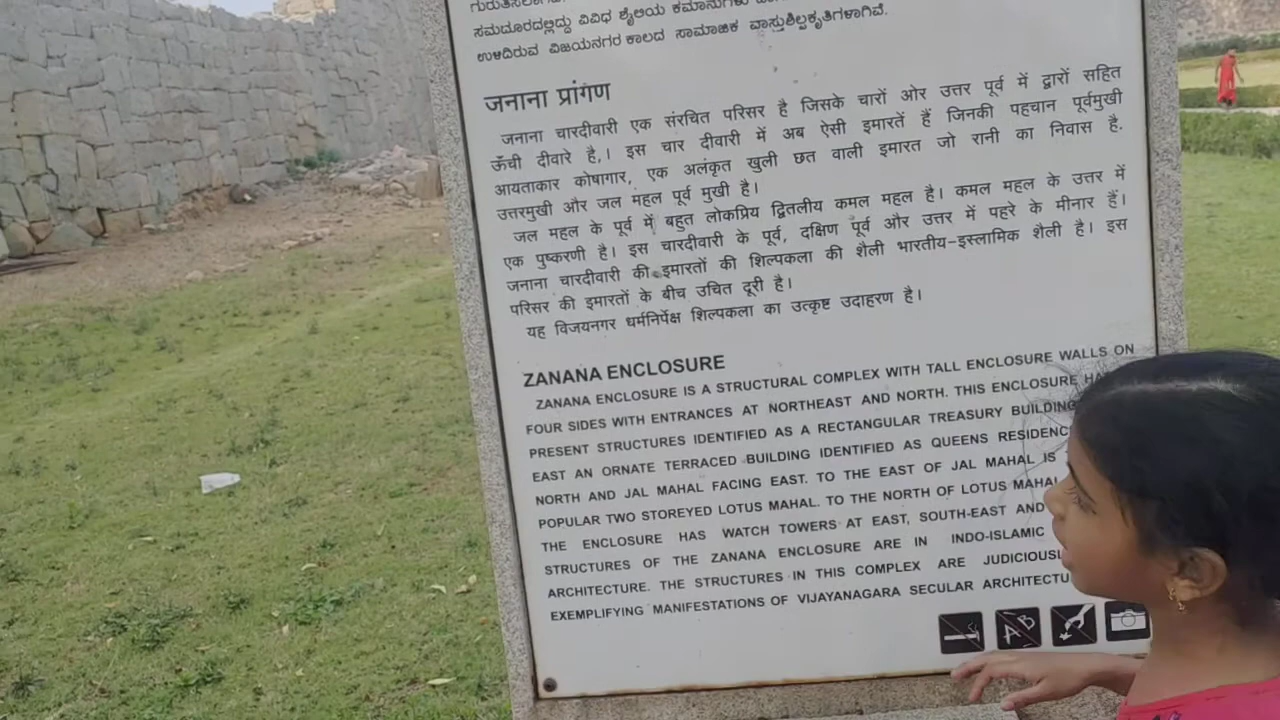 ಸಮದೂರದಲ್ಲಿದ್ದು ವಿವಿಧ ಶೈಲಿಯ ಕಮಾನುಗಳು
ಉಳಿದಿರುವ ವಿಜಯನಗರ ಕಾಲದ ಸಾಮಾಜಿಕ ವಾಸ್ತುಶಿಲ್ಪಕೃತಿಗಳಾಗಿವೆ.
जनाना प्रांगण
जनाना चारदीवारी एक संरचित परिसर है जिसके चारों ओर उत्तर पूर्व में द्वारों सहित
ऊँची दीवारे है,। इस चार दीवारी में अब ऐसी इमारतें हैं जिनकी पहचान पूर्वमुखी
आयताकार कोषागार, एक अलंकृत खुली छत वाली इमारत जो रानी का निवास है.
उत्तरमुखी और जल महल पूर्व मुखी है।
जल महल के पूर्व में बहुत लोकप्रिय द्वितलीय कमल महल है। कमल महल के उत्तर में
एक पुष्करणी है। इस चारदीवारी के पूर्व, दक्षिण पूर्व और उत्तर में पहरे के मीनार हैं।
जनाना चारदीवारी की इमारतों की शिल्पकला की शैली भारतीय-इस्लामिक शैली है। इस
परिसर की इमारतों के बीच उचित दूरी है।
यह विजयनगर धर्मनिर्पेक्ष शिल्पकला का उत्कृष्ट उदाहरण है।
ZANANA ENCLOSURE
ZANANA ENCLOSURE IS A STRUCTURAL COMPLEX WITH TALL ENCLOSURE WALLS ON
FOUR SIDES WITH ENTRANCES AT NORTHEAST AND NORTH. THIS ENCLOSURE
PRESENT STRUCTURES IDENTIFIED AS A RECTANGULAR TREASURY BUILDING
EAST AN ORNATE TERRACED BUILDING IDENTIFIED AS QUEENS
NORTH AND JAL MAHAL FACING EAST. TO THE EAST OF JAL MAHAL IS
POPULAR TWO STOREYED LOTUS MAHAL. TO THE NORTH OF LOTUS MAHAL
THE ENCLOSURE HAS WATCH TOWERS AT EAST, SOUTH-EAST AND
STRUCTURES OF THE ZANANA ENCLOSURE ARE IN INDO-ISLAMIC
ARCHITECTURE. THE STRUCTURES IN THIS COMPLEX ARE
EXEMPLIFYING MANIFESTATIONS OF VIJAYANAGARA SECULAR
AB